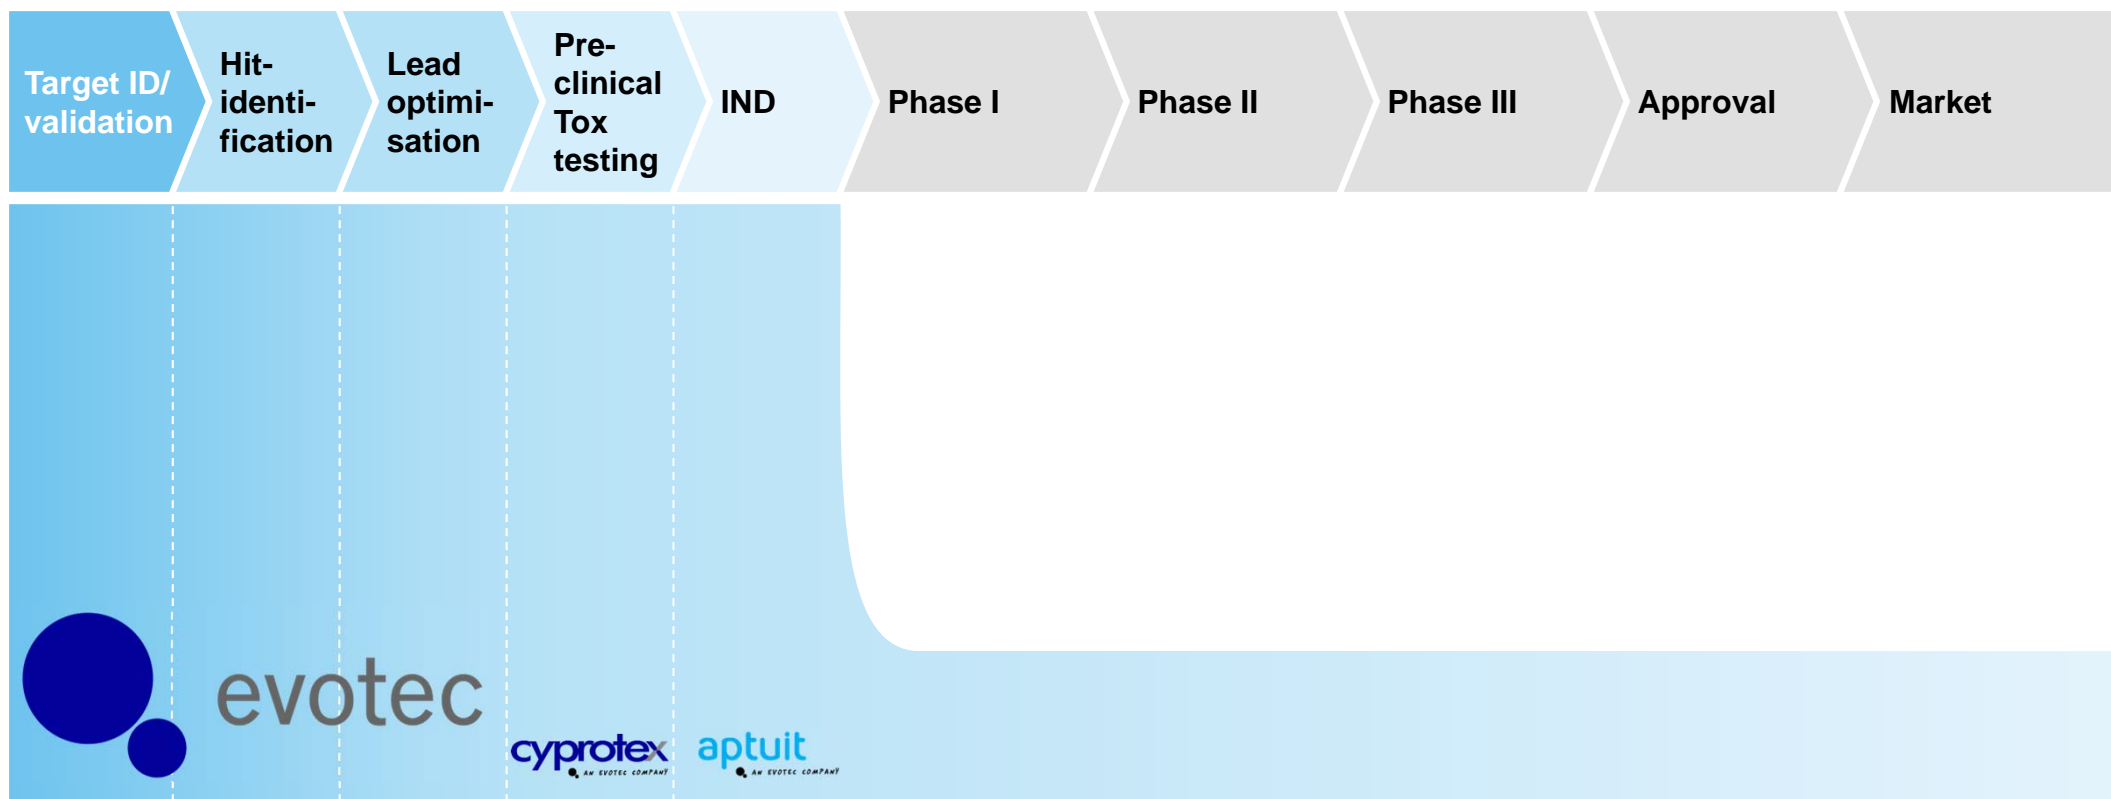 Target ID/
validation
Hit-
identi-
fication
Lead
optimi-
sation
Pre-
clinical
Tox
testing
IND
Phase I
Phase II
Phase III
Approval
Market
evotec
cyprotex
AN EVOTEC COMPANY
aptuit
AN EVOTEC COMPANY